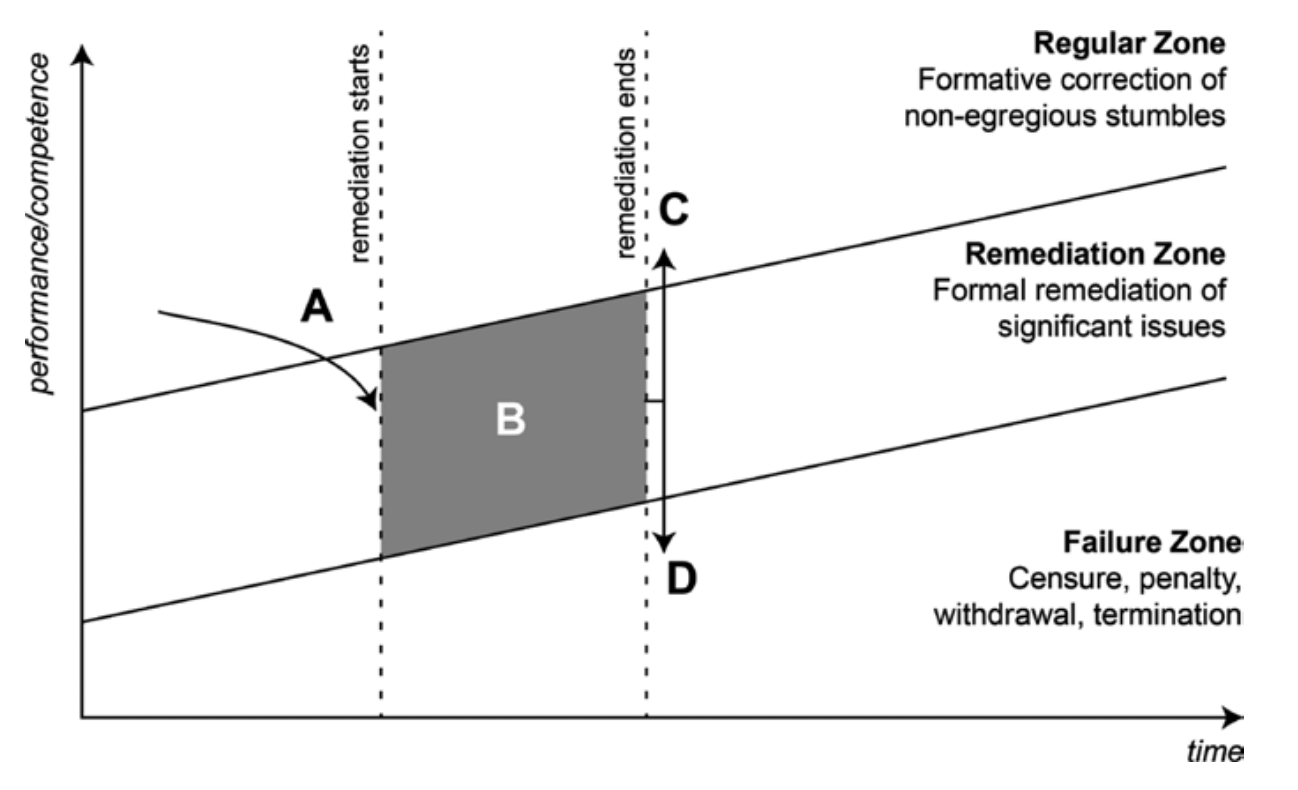 performance/competence
remediation starts
remediation ends
Regular Zone
Formative correction of
non-egregious stumbles
C
Remediation Zone
Formal remediation of
significant issues
A
B
Failure Zone
Censure, penalty,
withdrawal, termination
D
time